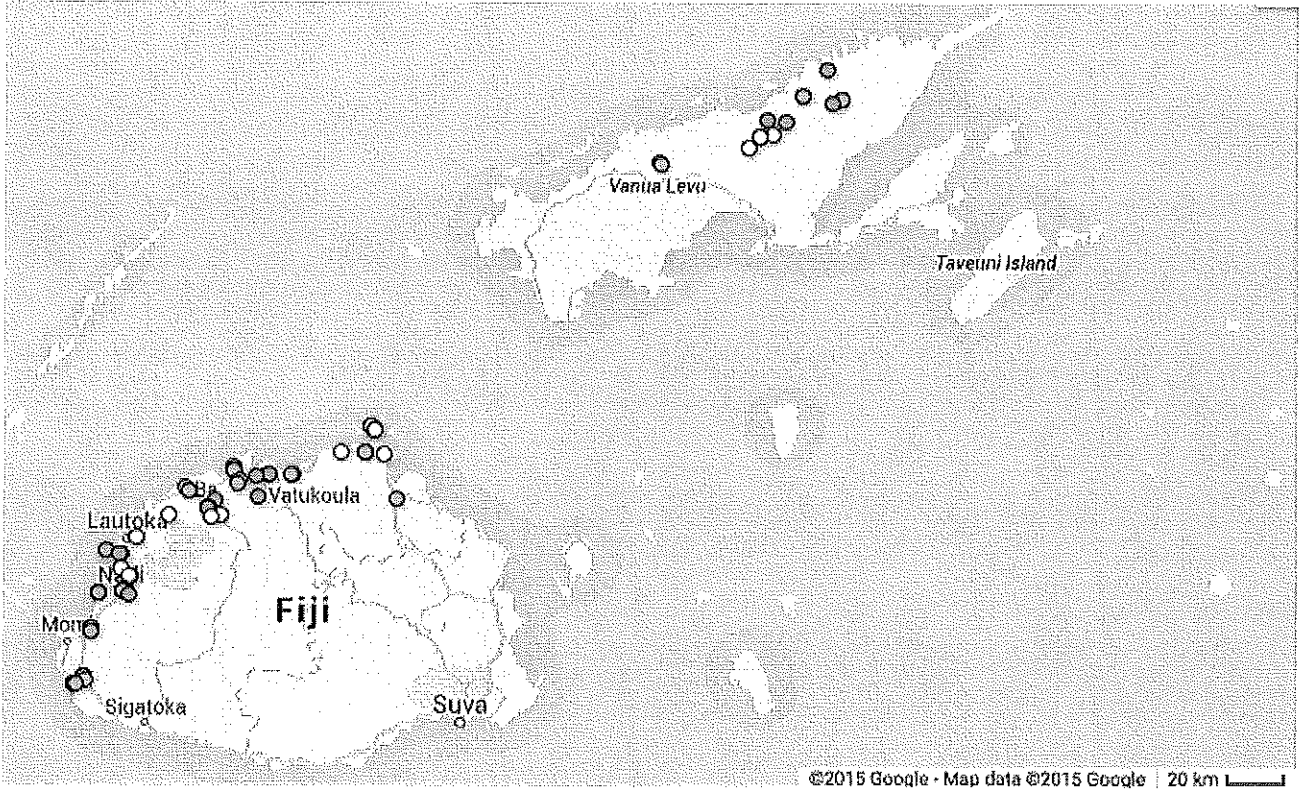 Vanua Levu
Taveuni Island
Ba
Vatukoula
Lautoka
Fiji
Sigatoka
Suva
©2015 Google - Map data ©2015 Google 20 km